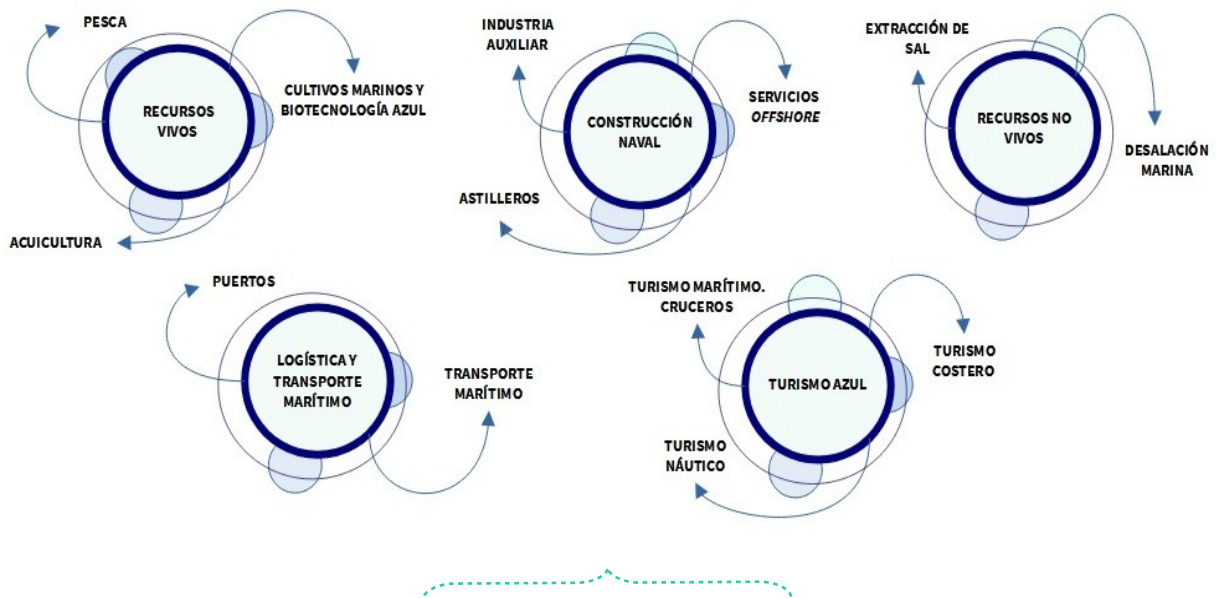 PESCA
RECURSOS
VIVOS
CULTIVOS MARINOS Y
BIOTECNOLOGÍA AZUL
ACUICULTURA
INDUSTRIA
AUXILIAR
CONSTRUCCIÓN
NAVAL
SERVICIOS
OFFSHORE
ASTILLEROS
EXTRACCIÓN DE
SAL
RECURSOS NO
VIVOS
DESALACIÓN
MARINA
PUERTOS
LOGÍSTICA Y
TRANSPORTE
MARÍTIMO
TRANSPORTE
MARÍTIMO
TURISMO MARÍTIMO.
CRUCEROS
TURISMO AZUL
TURISMO
COSTERO
TURISMO
NÁUTICO